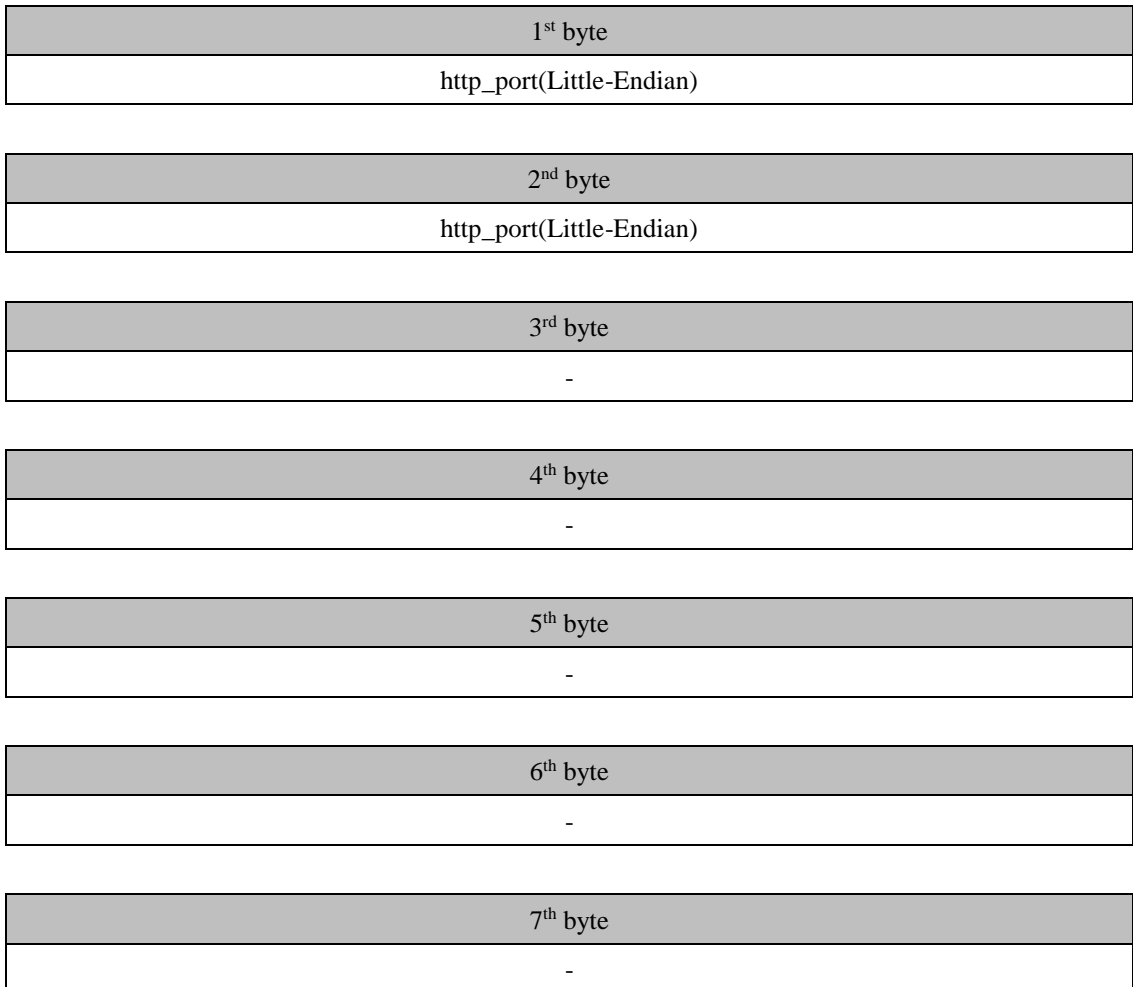 1st byte
http_port(Little-Endian)
2nd byte
http_port(Little-Endian)
3rd byte
-
4th byte
-
5th byte
-
6th byte
-
7th byte
-